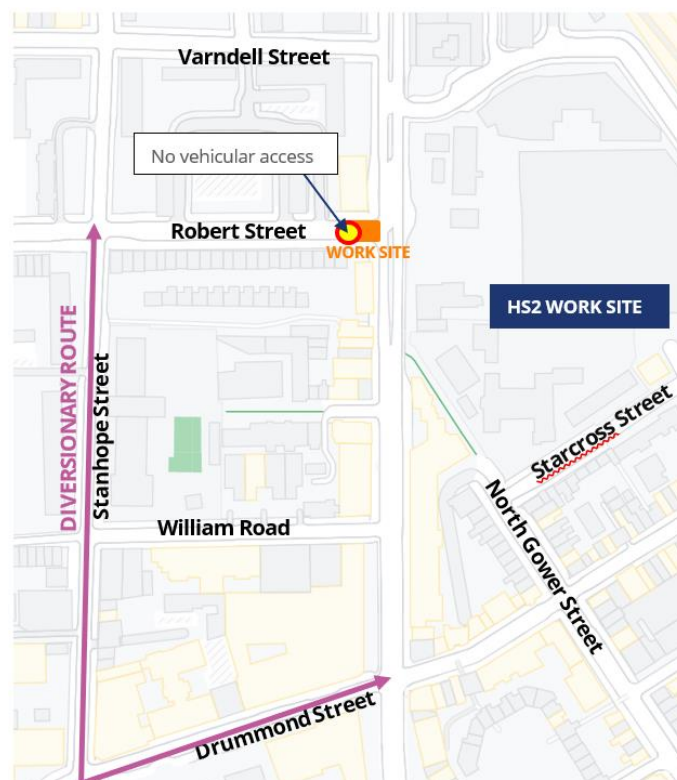 Varndell Street
No vehicular access
Robert Street
WORK SITE
HS2 WORK SITE
DIVERSIONARY ROUTE
Stanhope Street
Starcross Street
William Road
North Gower Street
Drummond Street